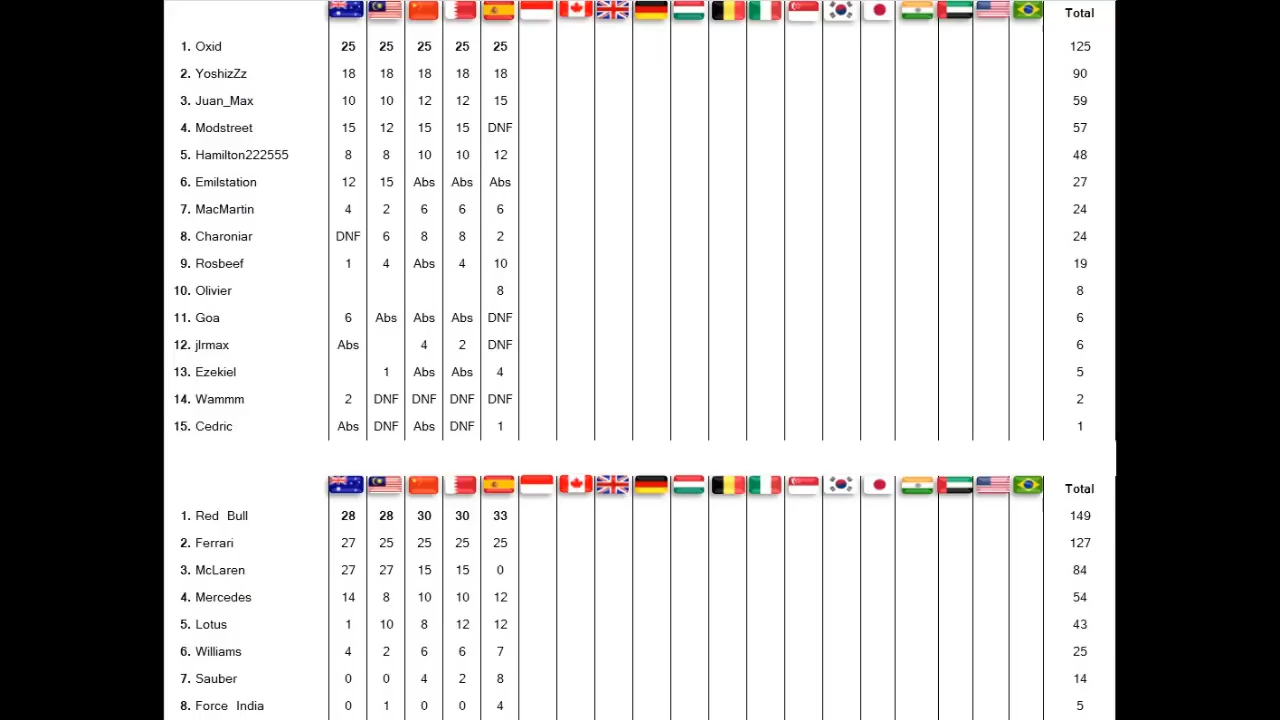 Total
1. Oxid 25 25 25 25 25 125
2. YoshizZz 18 18 18 18 18 90
3. Juan_Max 10 10 12 12 15 59
4. Modstreet 15 12 15 15 DNF 57
5. Hamilton222555 8 8 10 10 12 48
6. Emilstation 12 15 Abs Abs Abs 27
7. MacMartin 4 2 6 6 6 24
8. Charoniar DNF 6 8 8 2 24
9. Rosbeef 1 4 Abs 4 10 19
10. Olivier 8 8
11. Goa 6 Abs Abs Abs DNF 6
12. jlrmax Abs 4 2 DNF 6
13. Ezekiel 1 Abs Abs 4 5
14. Wammm 2 DNF DNF DNF DNF 2
15. Cedric Abs DNF Abs DNF 1 1
Total
1. Red Bull 28 28 30 30 33 149
2. Ferrari 27 25 25 25 25 127
3. McLaren 27 27 15 15 0 84
4. Mercedes 14 8 10 10 12 54
5. Lotus 1 10 8 12 12 43
6. Williams 4 2 6 6 7 25
7. Sauber 0 0 4 2 8 14
8. Force India 0 1 0 0 4 5